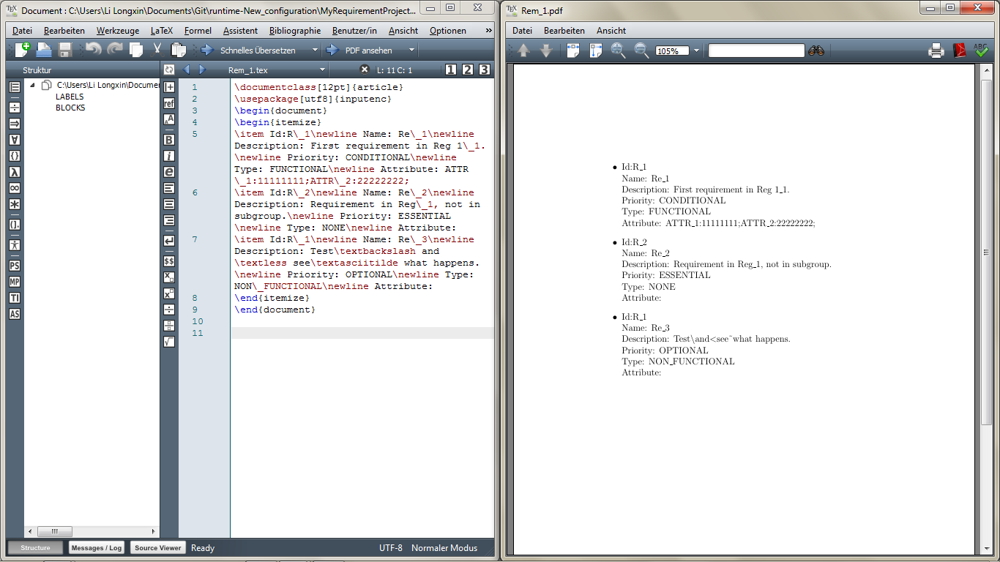 Document : C:\Users\Li Longxin\Documents\Git\runtime-New_configuration\MyRequirementProject...
Datei Bearbeiten Werkzeuge LaTeX Formel Assistent Bibliographie Benutzer/in Ansicht Optionen »
Schnelles Übersetzen PDF ansehen
Struktur Rem_1.tex L: 11 C: 1 1 2 3
C:\Users\Li Longxin\Documen
LABELS
BLOCKS
ref
PS
MP
TI
AS
$$
1 \documentclass[12pt]{article}
2 \usepackage[utf8]{inputenc}
3 \begin{document}
4 \begin{itemize}
5 \item Id:R\_1\newline Name: Re\_1\newline
Description: First requirement in Reg 1\_1.
\newline Priority: CONDITIONAL\newline
Type: FUNCTIONAL\newline Attribute: ATTR
\_1:11111111;ATTR\_2:22222222;
6 \item Id:R\_2\newline Name: Re\_2\newline
Description: Requirement in Reg\_1, not in
subgroup.\newline Priority: ESSENTIAL
\newline Type: NONE\newline Attribute:
7 \item Id:R\_1\newline Name: Re\_3\newline
Description: Test\textbackslash and
\textless see\textasciitilde what happens.
\newline Priority: OPTIONAL\newline Type:
NON\_FUNCTIONAL\newline Attribute:
8 \end{itemize}
9 \end{document}
10
11
Structure Messages / Log Source Viewer Ready UTF-8 Normaler Modus
Rem_1.pdf
Datei Bearbeiten Ansicht
105% ABC
• Id:R_1
Name: Re_1
Description: First requirement in Reg 1_1.
Priority: CONDITIONAL
Type: FUNCTIONAL
Attribute: ATTR_1:11111111;ATTR_2:22222222;
• Id:R_2
Name: Re_2
Description: Requirement in Reg_1, not in subgroup.
Priority: ESSENTIAL
Type: NONE
Attribute:
• Id:R_1
Name: Re_3
Description: Test\and<see˜what happens.
Priority: OPTIONAL
Type: NON_FUNCTIONAL
Attribute: